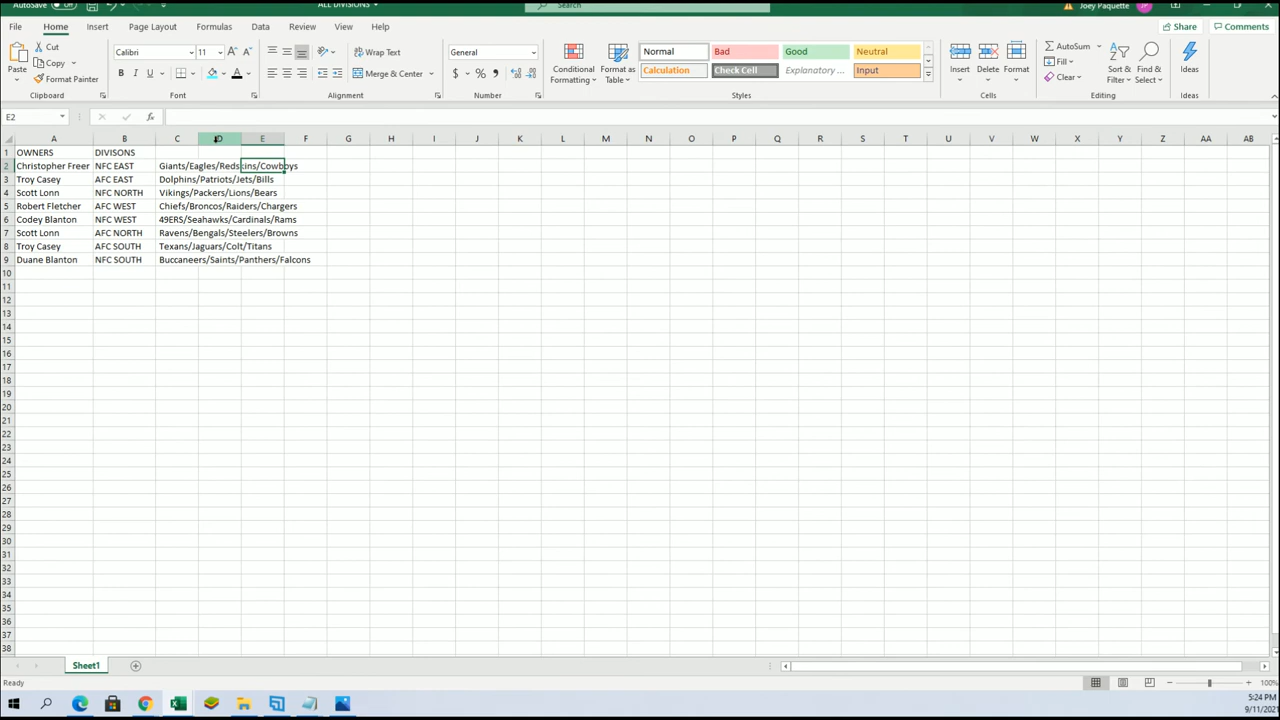 AutoSave Off ALL DIVISIONS Search Joey Paquette JP
File Home Insert Page Layout Formulas Data Review View Help Share Comments
Paste Cut Copy Format Painter Clipboard
Calibri 11 B I U Font
Wrap Text Merge & Center Alignment
General $ % Number
Conditional Formatting Format as Table Normal Bad Good Neutral Calculation Check Cell Explanatory ... Input Styles
Insert Delete Format Cells
AutoSum Fill Clear Sort & Filter Find & Select Editing
Ideas Ideas
E2 fx
A B C D E F G H I J K L M N O P Q R S T U V W X Y Z AA AB
1 OWNERS DIVISONS
2 Christopher Freer NFC EAST Giants/Eagles/Redskins/Cowboys
3 Troy Casey AFC EAST Dolphins/Patriots/Jets/Bills
4 Scott Lonn NFC NORTH Vikings/Packers/Lions/Bears
5 Robert Fletcher AFC WEST Chiefs/Broncos/Raiders/Chargers
6 Codey Blanton NFC WEST 49ERS/Seahawks/Cardinals/Rams
7 Scott Lonn AFC NORTH Ravens/Bengals/Steelers/Browns
8 Troy Casey AFC SOUTH Texans/Jaguars/Colt/Titans
9 Duane Blanton NFC SOUTH Buccaneers/Saints/Panthers/Falcons
10
11
12
13
14
15
16
17
18
19
20
21
22
23
24
25
26
27
28
29
30
31
32
33
34
35
36
37
38
Sheet1
Ready 100%
5:24 PM
9/11/2021